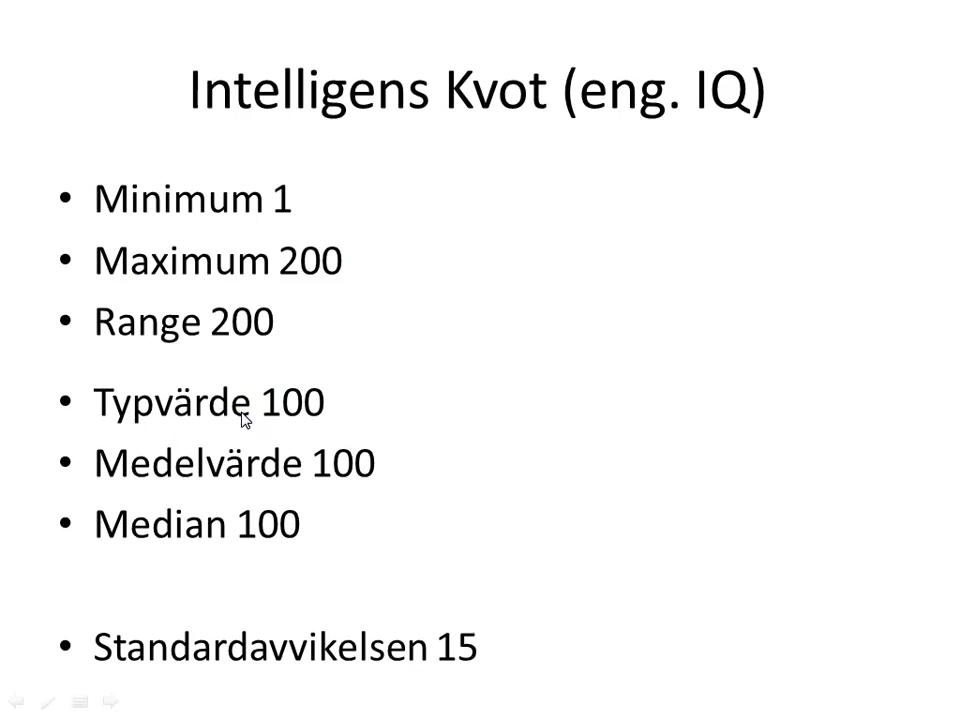 Intelligens Kvot (eng. IQ)
• Minimum 1
• Maximum 200
• Range 200
• Typvärde 100
• Medelvärde 100
• Median 100
• Standardavvikelsen 15